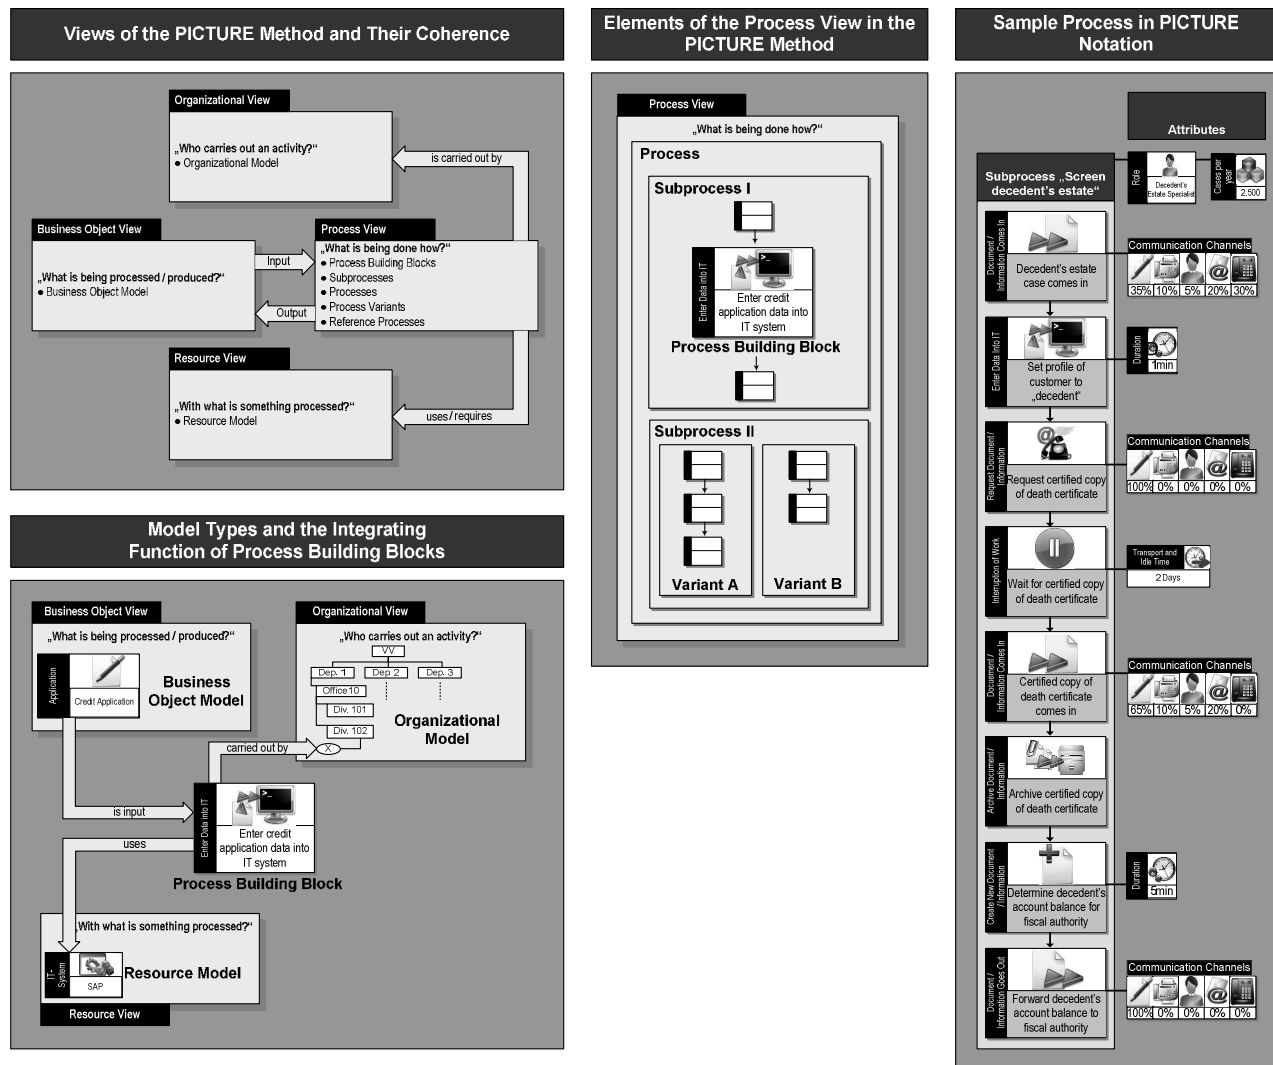 Views of the PICTURE Method and Their Coherence
Organizational View
„Who carries out an activity?“
● Organizational Model
is carried out by
Business Object View
„What is being processed / produced?“
● Business Object Model
Input
Output
Process View
„What is being done how?“
● Process Building Blocks
● Subprocesses
● Processes
● Process Variants
● Reference Processes
Resource View
„With what is something processed?“
● Resource Model
uses / requires
Model Types and the Integrating
Function of Process Building Blocks
Business Object View
„What is being processed / produced?“
Application
Credit Application
Business
Object Model
Organizational View
„Who carries out an activity?“
VV
Dep. 1
Dep 2
Dep. 3
Office 10
Div. 101
Div. 102
X
Organizational
Model
carried out by
is input
uses
Enter Data into IT
>_
Enter credit
application data into
IT system
Process Building Block
„With what is something processed?“
IT-
System
SAP
Resource Model
Resource View
Elements of the Process View in the
PICTURE Method
Process View
„What is being done how?“
Process
Subprocess I
Enter Data into IT
>_
Enter credit
application data into
IT system
Process Building Block
Subprocess II
Variant A
Variant B
Sample Process in PICTURE
Notation
Attributes
Subprocess „Screen
decedent's estate“
Role
Decedent's
Estate Specialist
Cases per
year
2.500
Document /
Information Comes In
Decedent's estate
case comes in
Communication Channels
@
35% 10% 5% 20% 30%
Enter Data Into IT
>_
Set profile of
customer to
„decedent“
Duration
1min
Request Document /
Information
@
Request certified copy
of death certificate
Communication Channels
@
100% 0% 0% 0% 0%
Interruption of Work
Wait for certified copy
of death certificate
Transport and
Idle Time
2 Days
Document /
Information Comes In
Certified copy of
death certificate
comes in
Communication Channels
@
65% 10% 5% 20% 0%
Archive Document/
Information
Archive certified copy
of death certificate
Create New Document
/ Information
Determine decedent's
account balance for
fiscal authority
Duration
5min
Document /
Information Goes Out
Forward decedent's
account balance to
fiscal authority
Communication Channels
@
100% 0% 0% 0% 0%